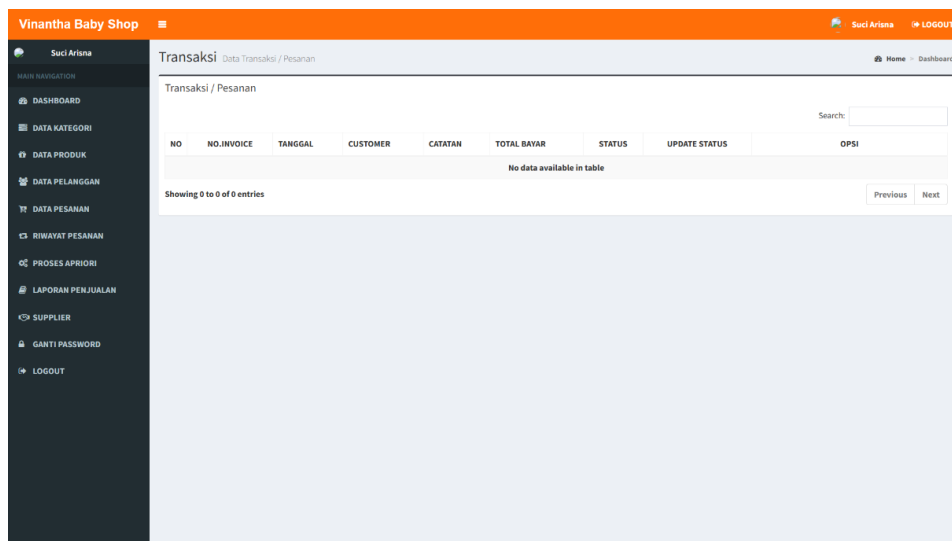 Vinantha Baby Shop
Suci Arisna LOGOUT
Suci Arisna
MAIN NAVIGATION
DASHBOARD
DATA KATEGORI
DATA PRODUK
DATA PELANGGAN
DATA PESANAN
RIWAYAT PESANAN
PROSES APRIORI
LAPORAN PENJUALAN
SUPPLIER
GANTI PASSWORD
LOGOUT
Transaksi Data Transaksi / Pesanan
Home > Dashboard
Transaksi / Pesanan
Search:
NO NO.INVOICE TANGGAL CUSTOMER CATATAN TOTAL BAYAR STATUS UPDATE STATUS OPSI
No data available in table
Showing 0 to 0 of 0 entries
Previous Next